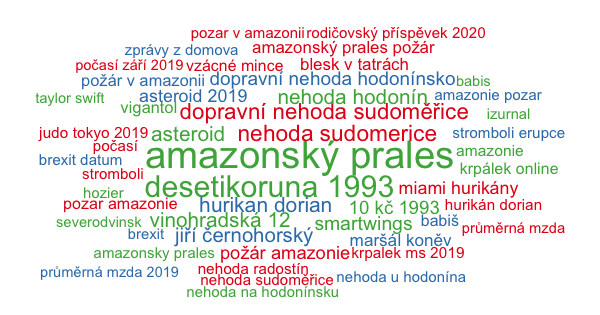 pozar v amazonii rodičovský příspěvek 2020
zprávy z domova amazonský prales požár
počasí září 2019 vzácné mince blesk v tatrách
požár v amazonii dopravní nehoda hodonínsko babis
taylor swift asteroid 2019 nehoda hodonín amazonie pozar
vigantol dopravní nehoda sudoměřice izurnal
judo tokyo 2019 asteroid nehoda sudomerice stromboli erupce
počasí amazonský prales amazonie
brexit datum krpálek online
stromboli desetikoruna 1993 miami hurikány
hozier
pozar amazonie hurikan dorian 10 kč 1993 hurikán dorian
severodvinsk vinohradská 12 smartwings babiš průměrná mzda
brexit jiří černohorský maršál koněv
amazonsky prales požár amazonie krpalek ms 2019
průměrná mzda 2019 nehoda radostín nehoda u hodonína
nehoda sudoměřice
nehoda na hodonínsku